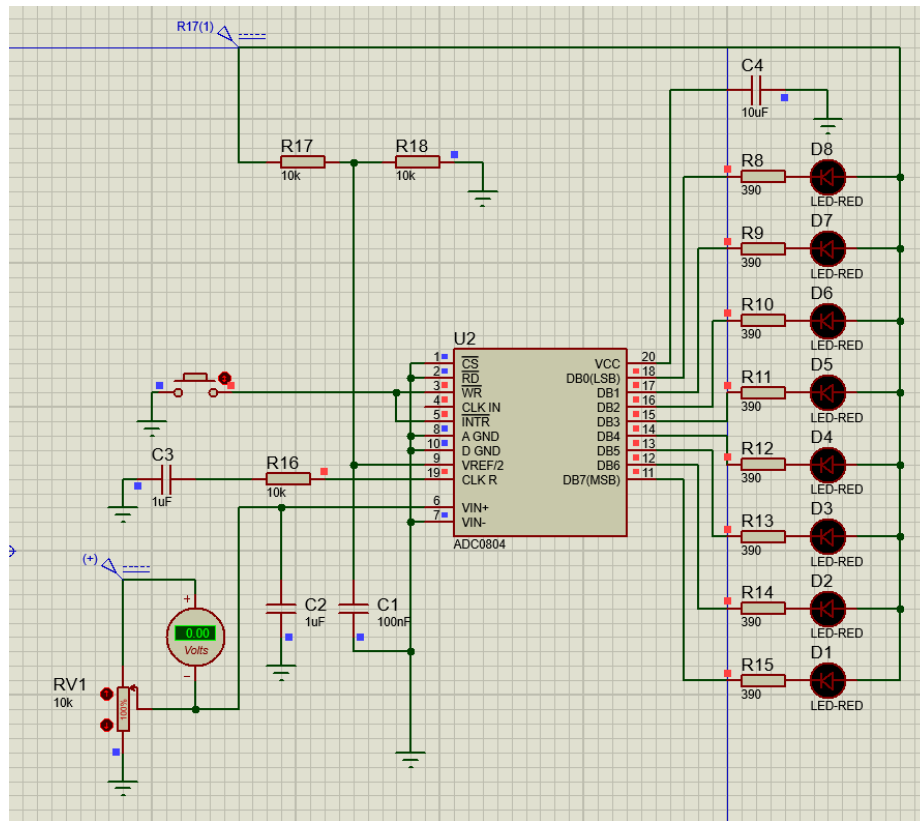 R17(1)
C4
10uF
R17
10k
R18
10k
D8
R8
390
LED-RED
D7
R9
390
LED-RED
D6
R10
390
LED-RED
D5
R11
390
LED-RED
D4
R12
390
LED-RED
D3
R13
390
LED-RED
D2
R14
390
LED-RED
D1
R15
390
LED-RED
U2
1 CS
2 RD
3 WR
4 CLK IN
5 INTR
8 A GND
10 D GND
9 VREF/2
19 CLK R
6 VIN+
7 VIN-
VCC 20
DB0(LSB) 18
DB1 17
DB2 16
DB3 15
DB4 14
DB5 13
DB6 12
DB7(MSB) 11
ADC0804
C3
1uF
R16
10k
(+)
+
0.00
Volts
-
C2
1uF
C1
100nF
RV1
10k
100%